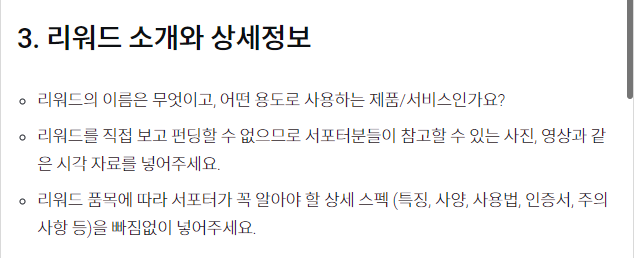 3. 리워드 소개와 상세정보
리워드의 이름은 무엇이고, 어떤 용도로 사용하는 제품/서비스인가요?
리워드를 직접 보고 펀딩할 수 없으므로 서포터분들이 참고할 수 있는 사진, 영상과 같
은 시각 자료를 넣어주세요.
리워드 품목에 따라 서포터가 꼭 알아야 할 상세 스펙 (특징, 사양, 사용법, 인증서, 주의
사항 등)을 빠짐없이 넣어주세요.